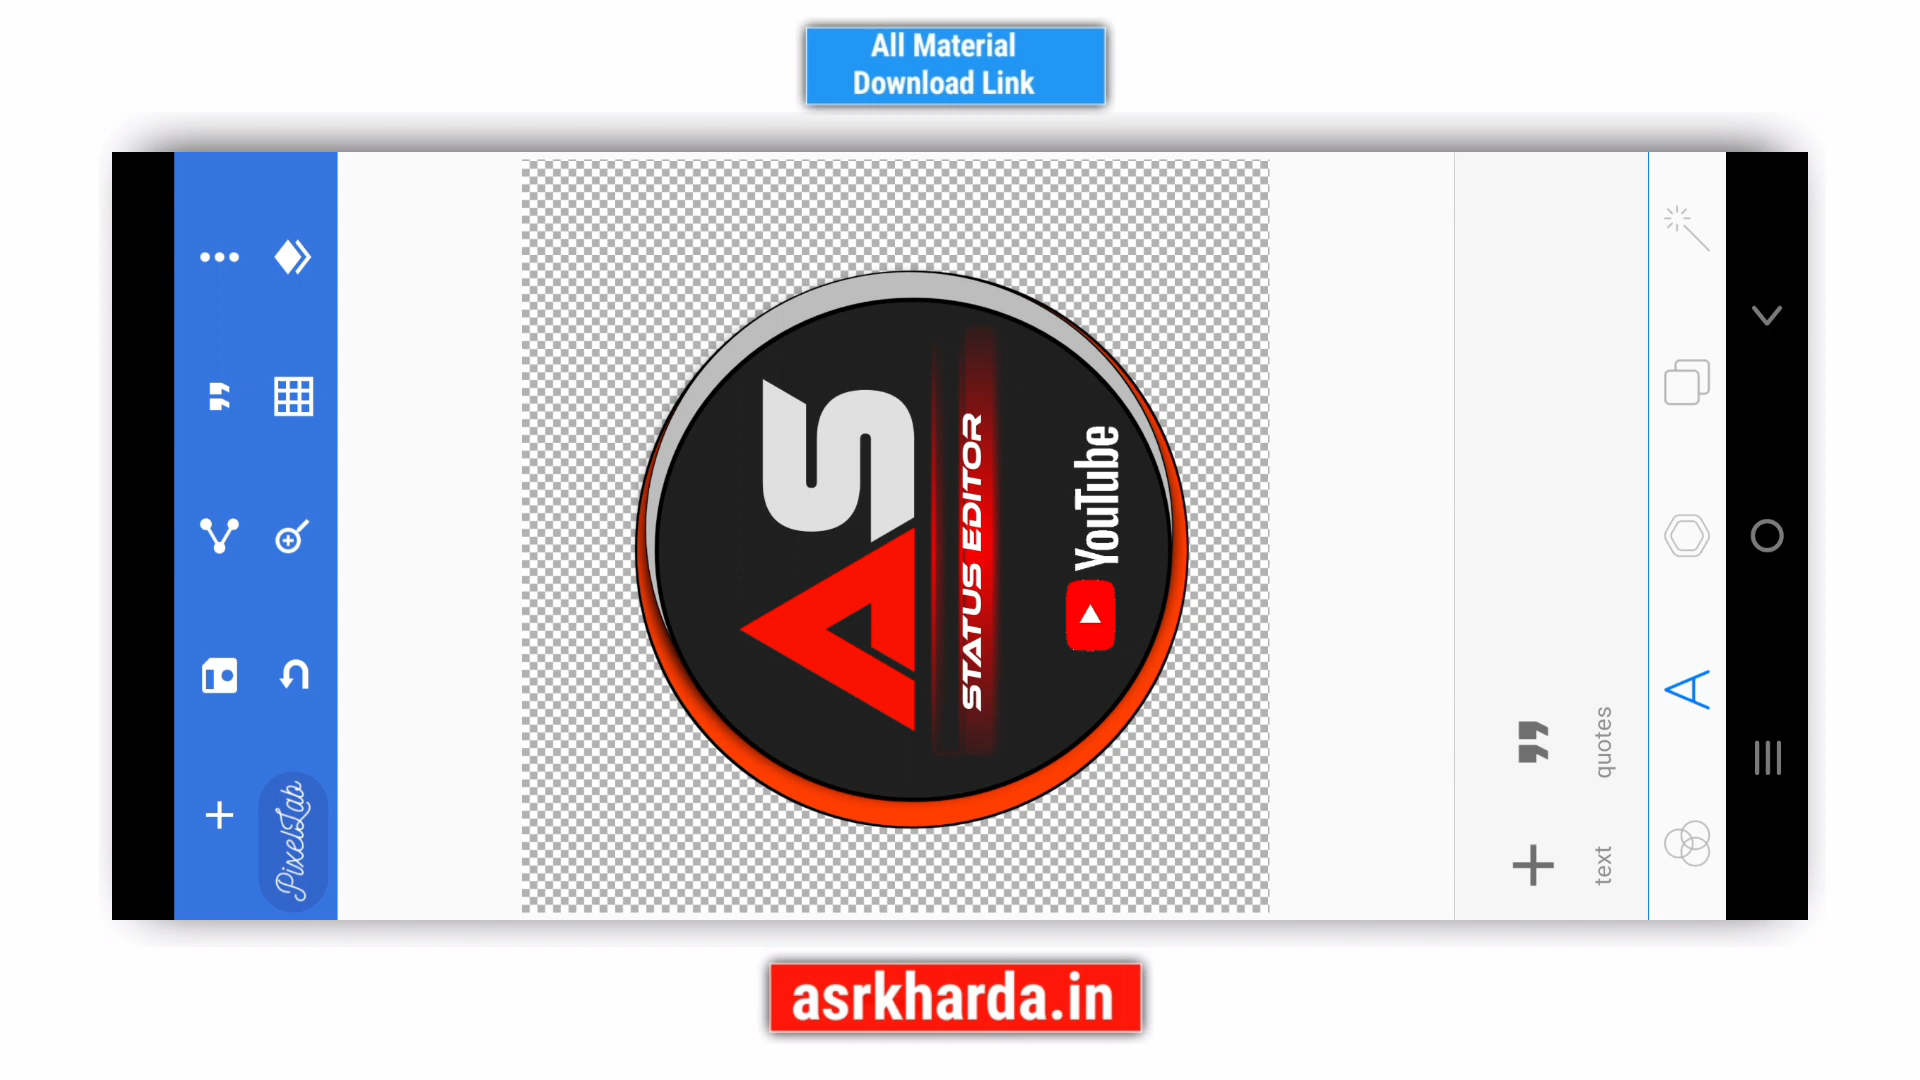 All Material
Download Link
PixelLab
AS
STATUS EDITOR
YouTube
quotes
text
asrkharda.in